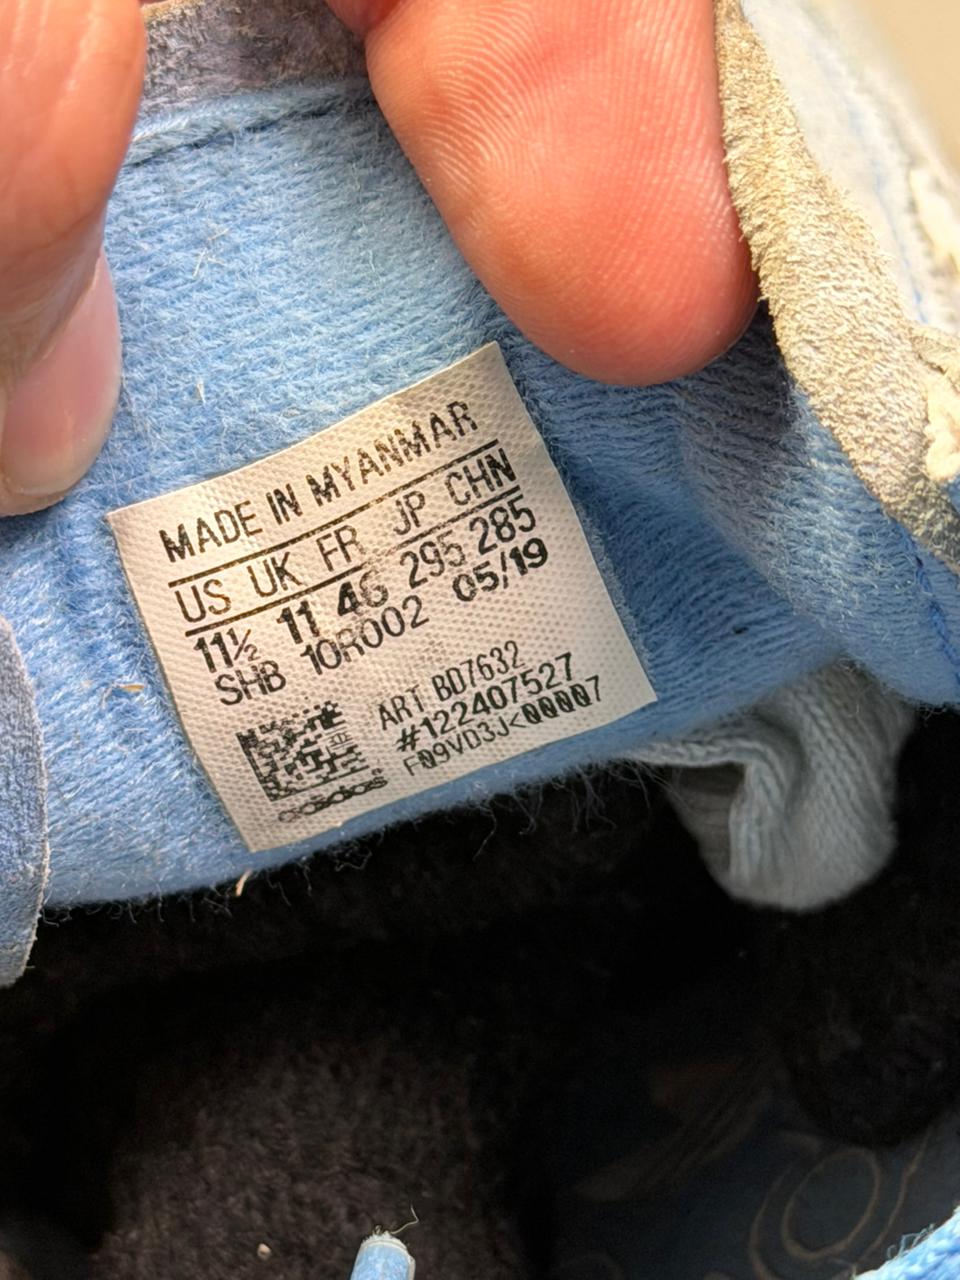 MADE IN MYANMAR
US UK FR JP CHN
11½ 11 46 295 285
SHB 10R002 05/19
ART BD7632
#122407527
F09VD3J<00007
adidas